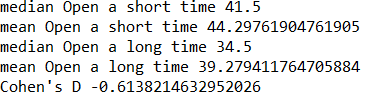 median Open a short time 41.5
mean Open a short time 44.29761904761905
median Open a long time 34.5
mean Open a long time 39.279411764705884
Cohen's D -0.6138214632952026